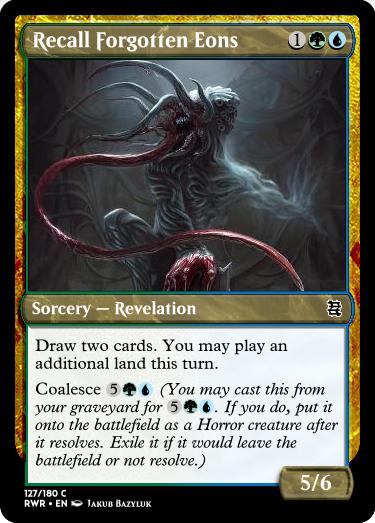 Recall Forgotten Eons 1
Sorcery — Revelation
Draw two cards. You may play an
additional land this turn.
Coalesce 5 (You may cast this from
your graveyard for 5. If you do, put it
onto the battlefield as a Horror creature after
it resolves. Exile it if it would leave the
battlefield or not resolve.)
5/6
127/180 C
RWR • EN Jakub Bazyluk